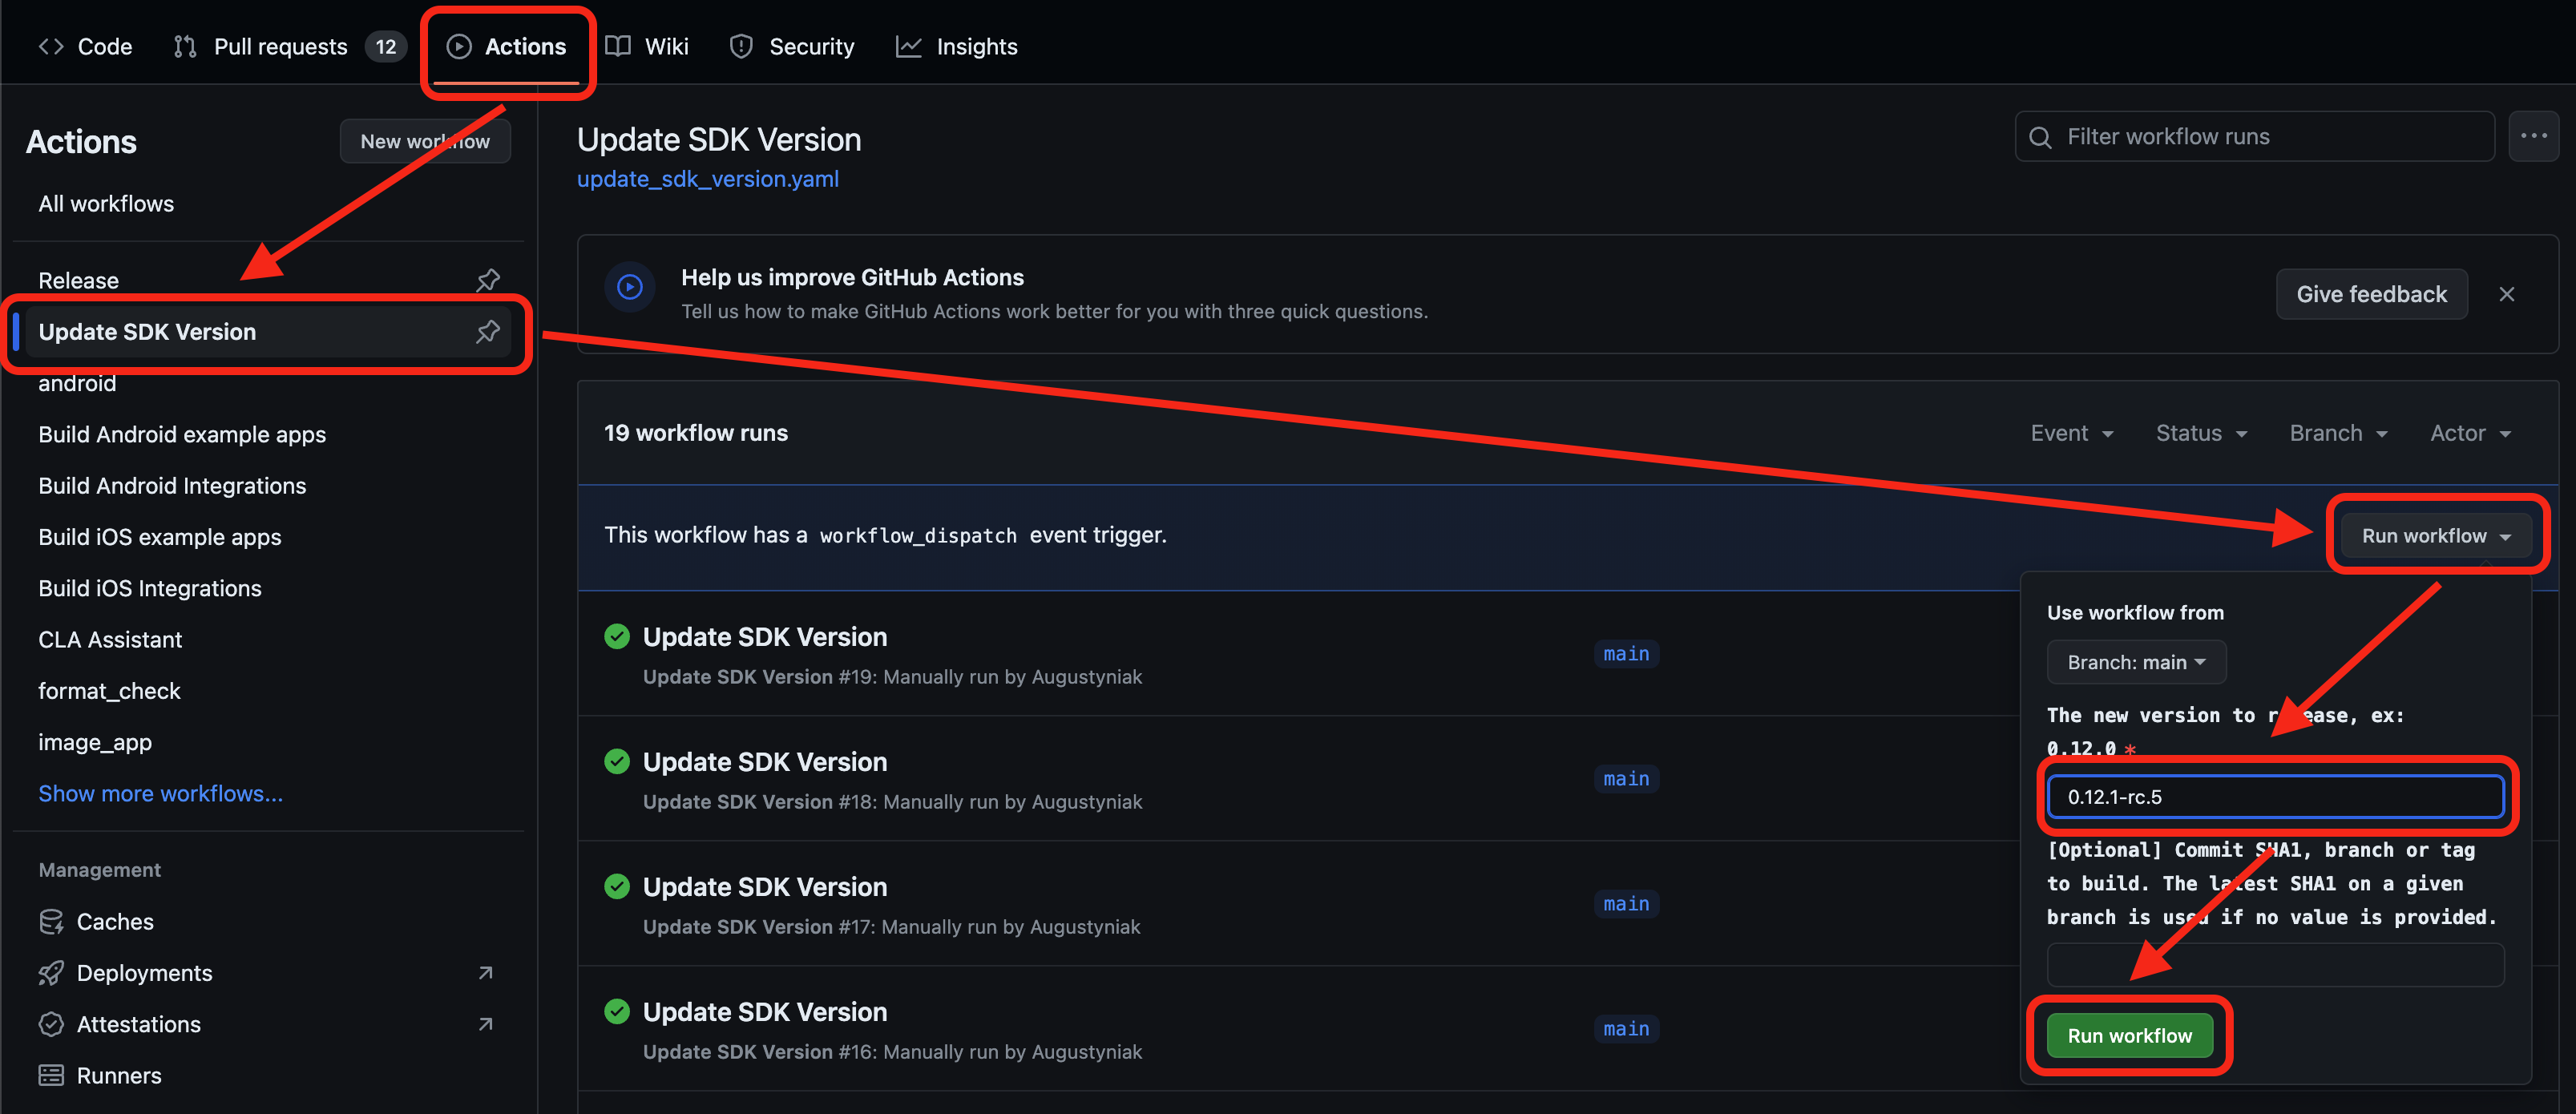 Code
Pull requests 12
Actions
Wiki
Security
Insights
Actions
New workflow
All workflows
Release
Update SDK Version
android
Build Android example apps
Build Android Integrations
Build iOS example apps
Build iOS Integrations
CLA Assistant
format_check
image_app
Show more workflows...
Management
Caches
Deployments
Attestations
Runners
Update SDK Version
update_sdk_version.yaml
Filter workflow runs
Help us improve GitHub Actions
Tell us how to make GitHub Actions work better for you with three quick questions.
Give feedback
19 workflow runs
Event
Status
Branch
Actor
This workflow has a workflow_dispatch event trigger.
Run workflow
Update SDK Version
Update SDK Version #19: Manually run by Augustyniak
main
Update SDK Version
Update SDK Version #18: Manually run by Augustyniak
main
Update SDK Version
Update SDK Version #17: Manually run by Augustyniak
main
Update SDK Version
Update SDK Version #16: Manually run by Augustyniak
main
Use workflow from
Branch: main
The new version to release, ex:
0.12.0 *
0.12.1-rc.5
[Optional] Commit SHA1, branch or tag
to build. The latest SHA1 on a given
branch is used if no value is provided.
Run workflow